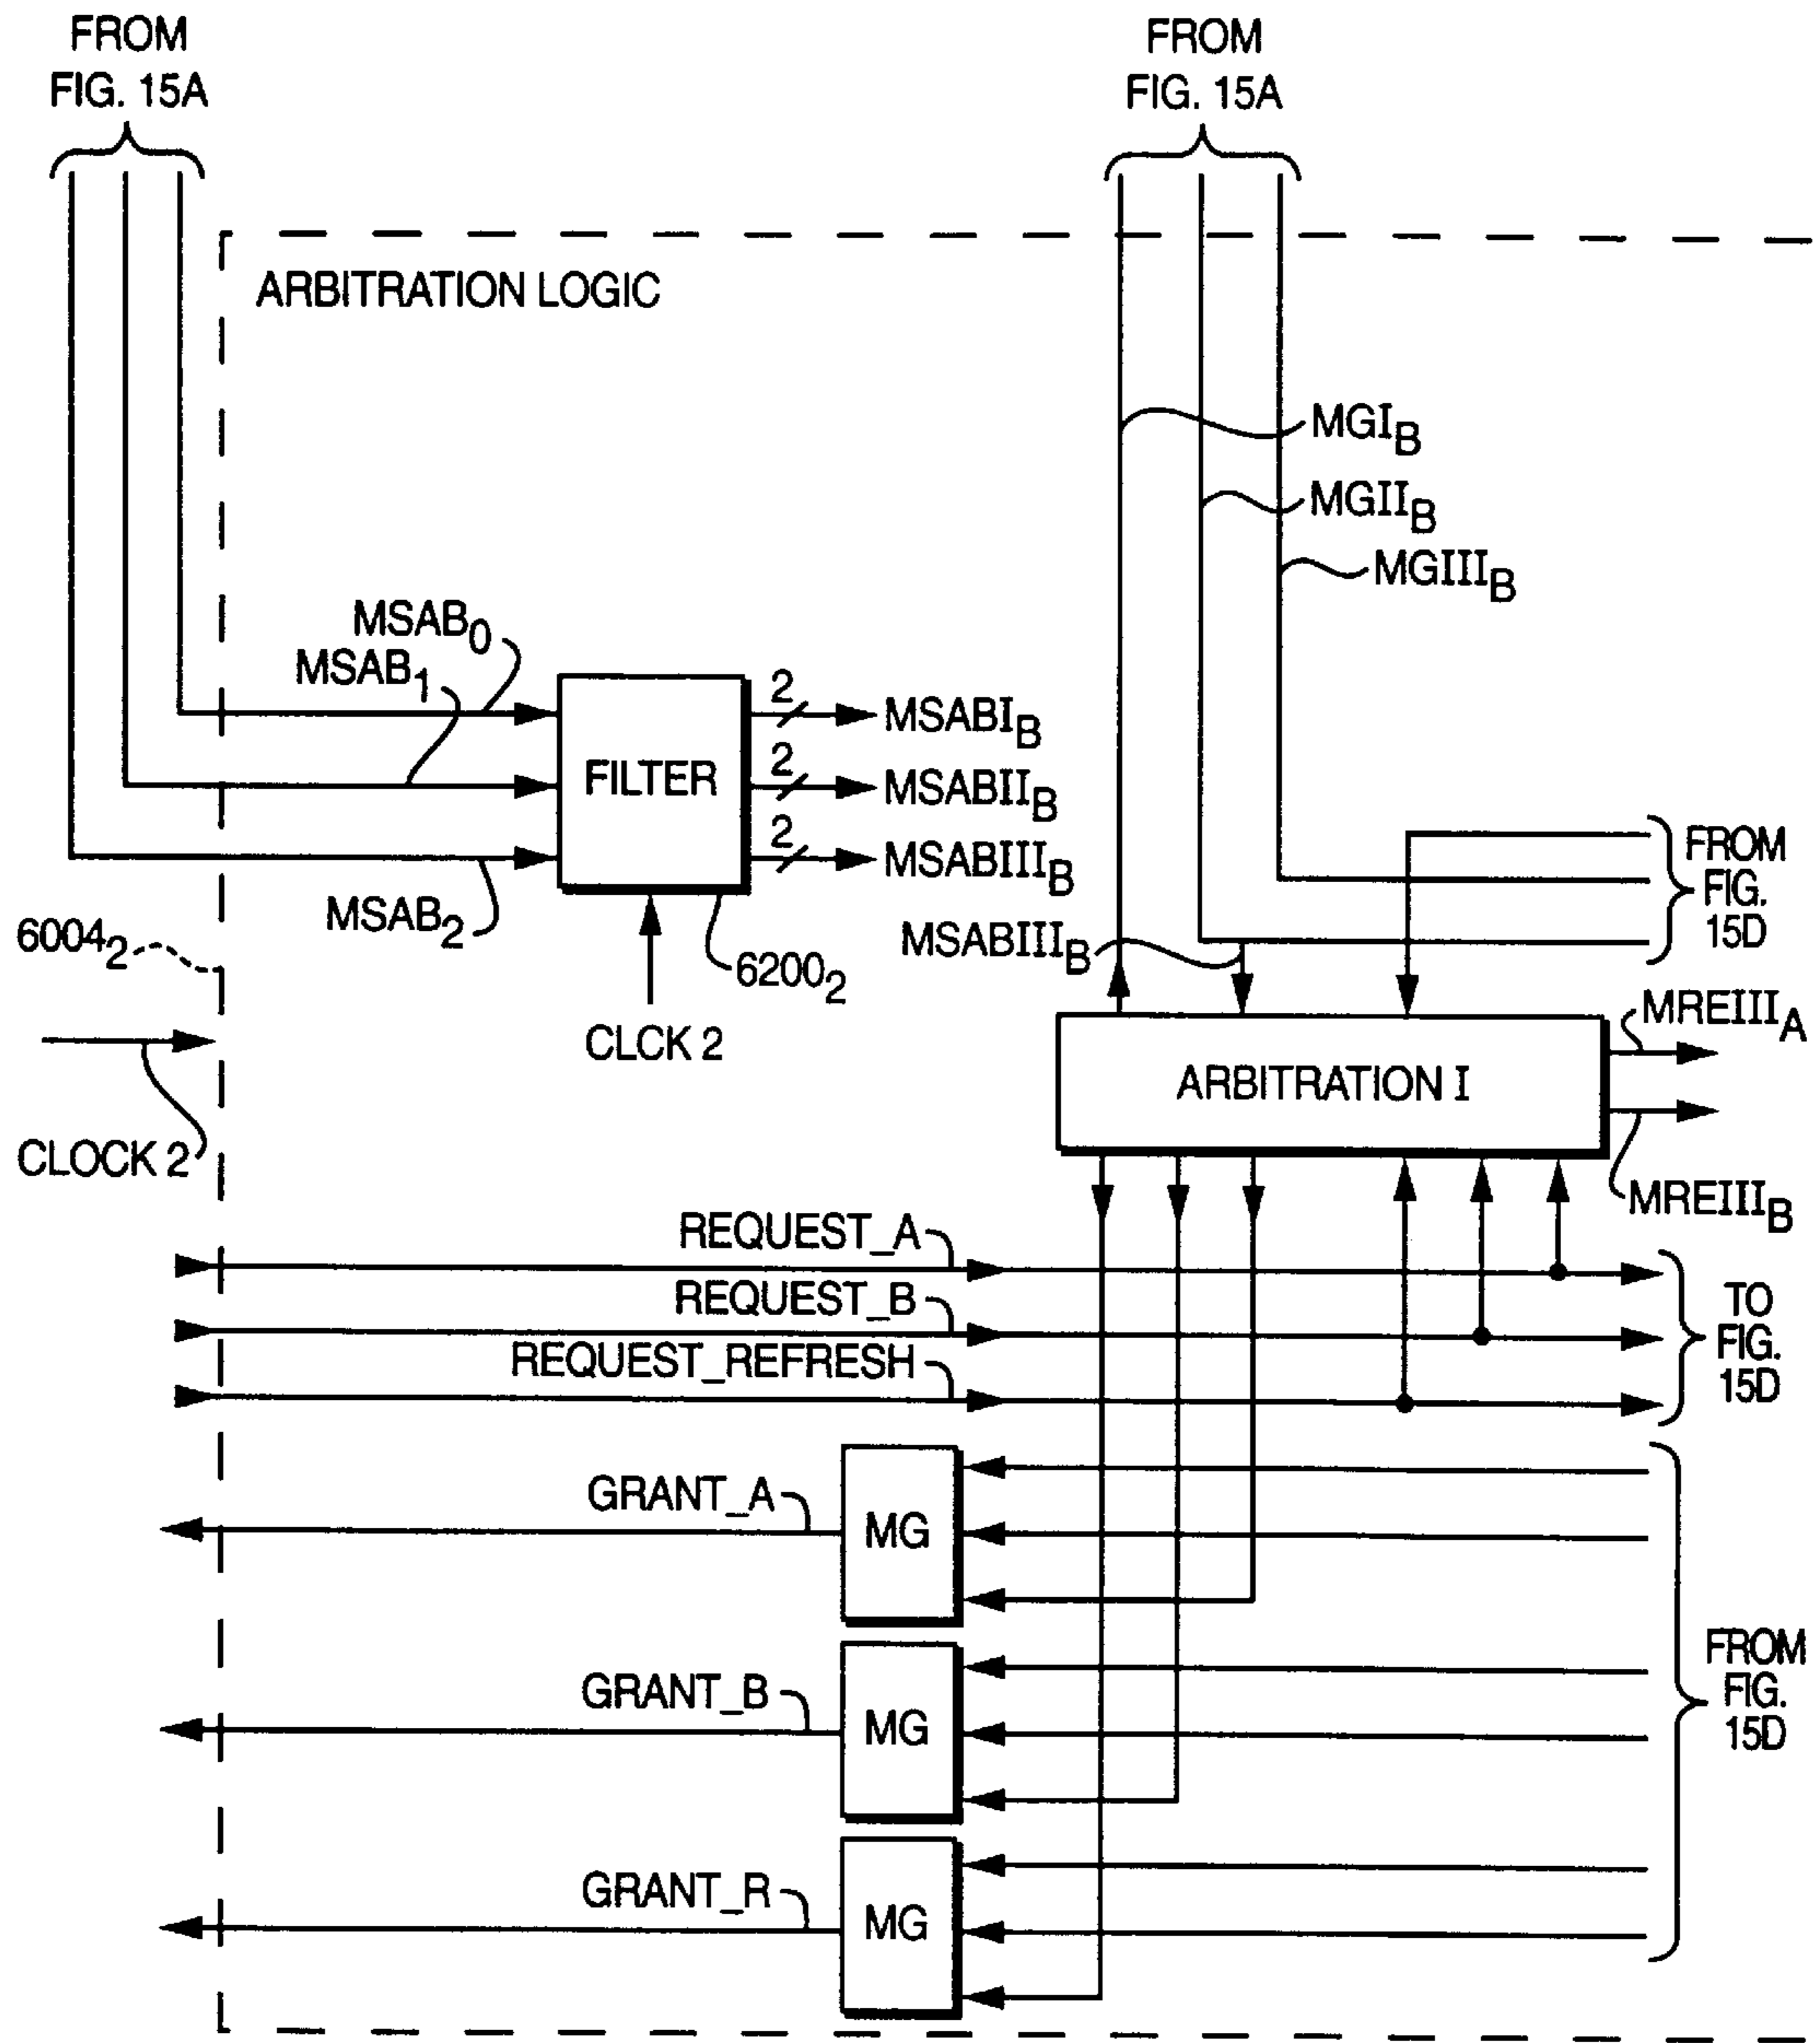 FROM
FIG. 15A
FROM
FIG. 15A
ARBITRATION LOGIC
MGI_B
MGII_B
MGIII_B
MSAB_0
MSAB_1
MSAB_2
FILTER
2
MSABI_B
2
MSABII_B
2
MSABIII_B
6200_2
CLCK 2
6004_2
CLOCK 2
FROM
FIG.
15D
MSABIII_B
ARBITRATION I
MREIII_A
MREIII_B
REQUEST_A
REQUEST_B
REQUEST_REFRESH
TO
FIG.
15D
GRANT_A
MG
GRANT_B
MG
GRANT_R
MG
FROM
FIG.
15D